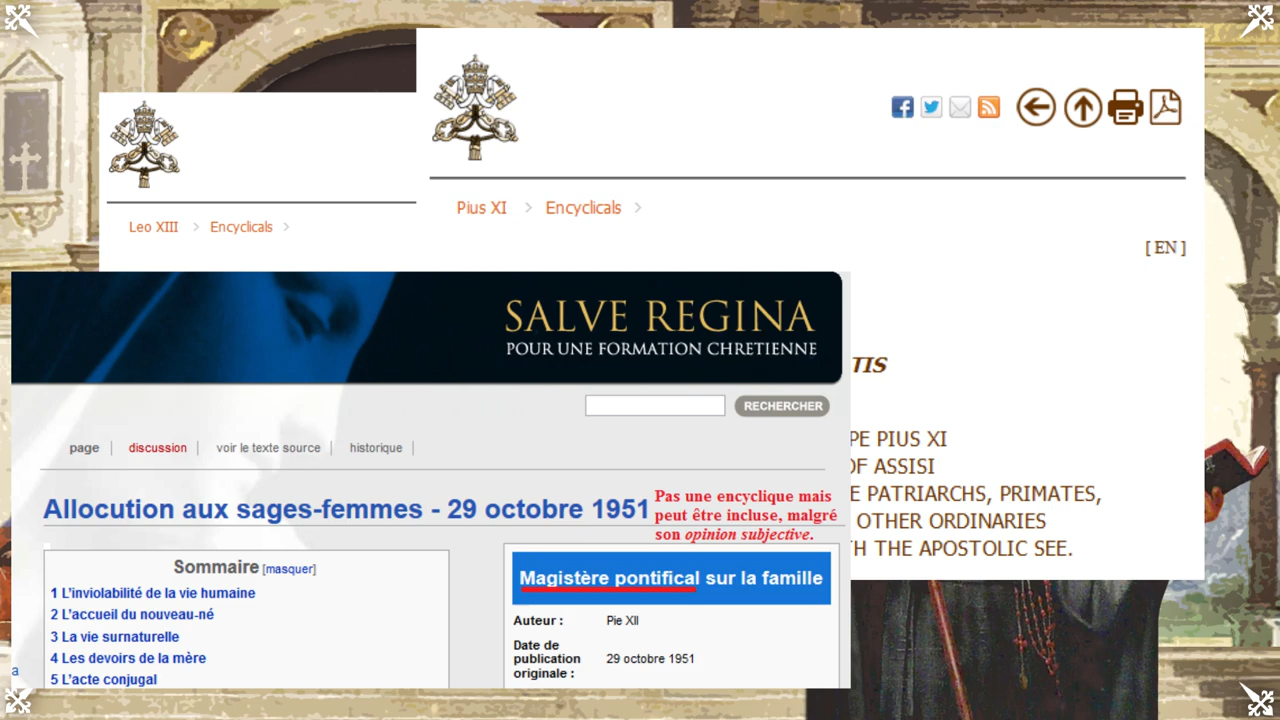 Pius XI > Encyclicals >
[ EN ]
Leo XIII > Encyclicals >
TIS
PE PIUS XI
OF ASSISI
E PATRIARCHS, PRIMATES,
OTHER ORDINARIES
TH THE APOSTOLIC SEE.
SALVE REGINA
POUR UNE FORMATION CHRETIENNE
RECHERCHER
page
discussion
voir le texte source
historique
Allocution aux sages-femmes - 29 octobre 1951
Pas une encyclique mais
peut être incluse, malgré
son opinion subjective.
Sommaire [masquer]
1 L'inviolabilité de la vie humaine
2 L'accueil du nouveau-né
3 La vie surnaturelle
4 Les devoirs de la mère
5 L'acte conjugal
Magistère pontifical sur la famille
Auteur : Pie XII
Date de
publication 29 octobre 1951
originale :
a